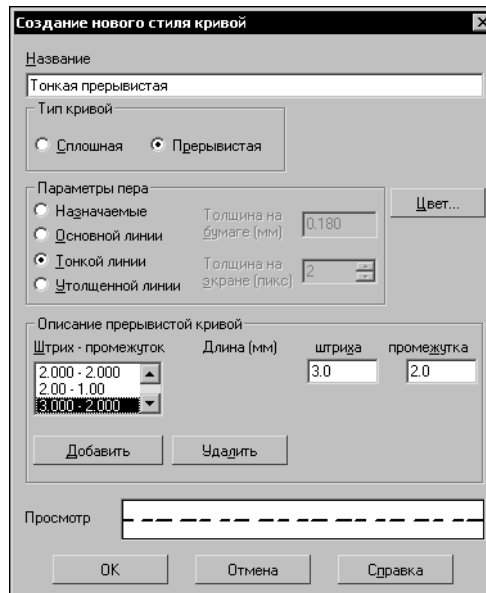 Создание нового стиля кривой
Название
Тонкая прерывистая
Тип кривой
Сплошная Прерывистая
Параметры пера
Назначаемые
Основной линии
Тонкой линии
Утолщенной линии
Толщина на бумаге (мм) 0.180
Толщина на экране (пикс) 2
Цвет...
Описание прерывистой кривой
Штрих - промежуток Длина (мм) штриха промежутка
2.000 - 2.000
2.00 - 1.00
3.000 - 2.000
3.0 2.0
Добавить Удалить
Просмотр
OK Отмена Справка